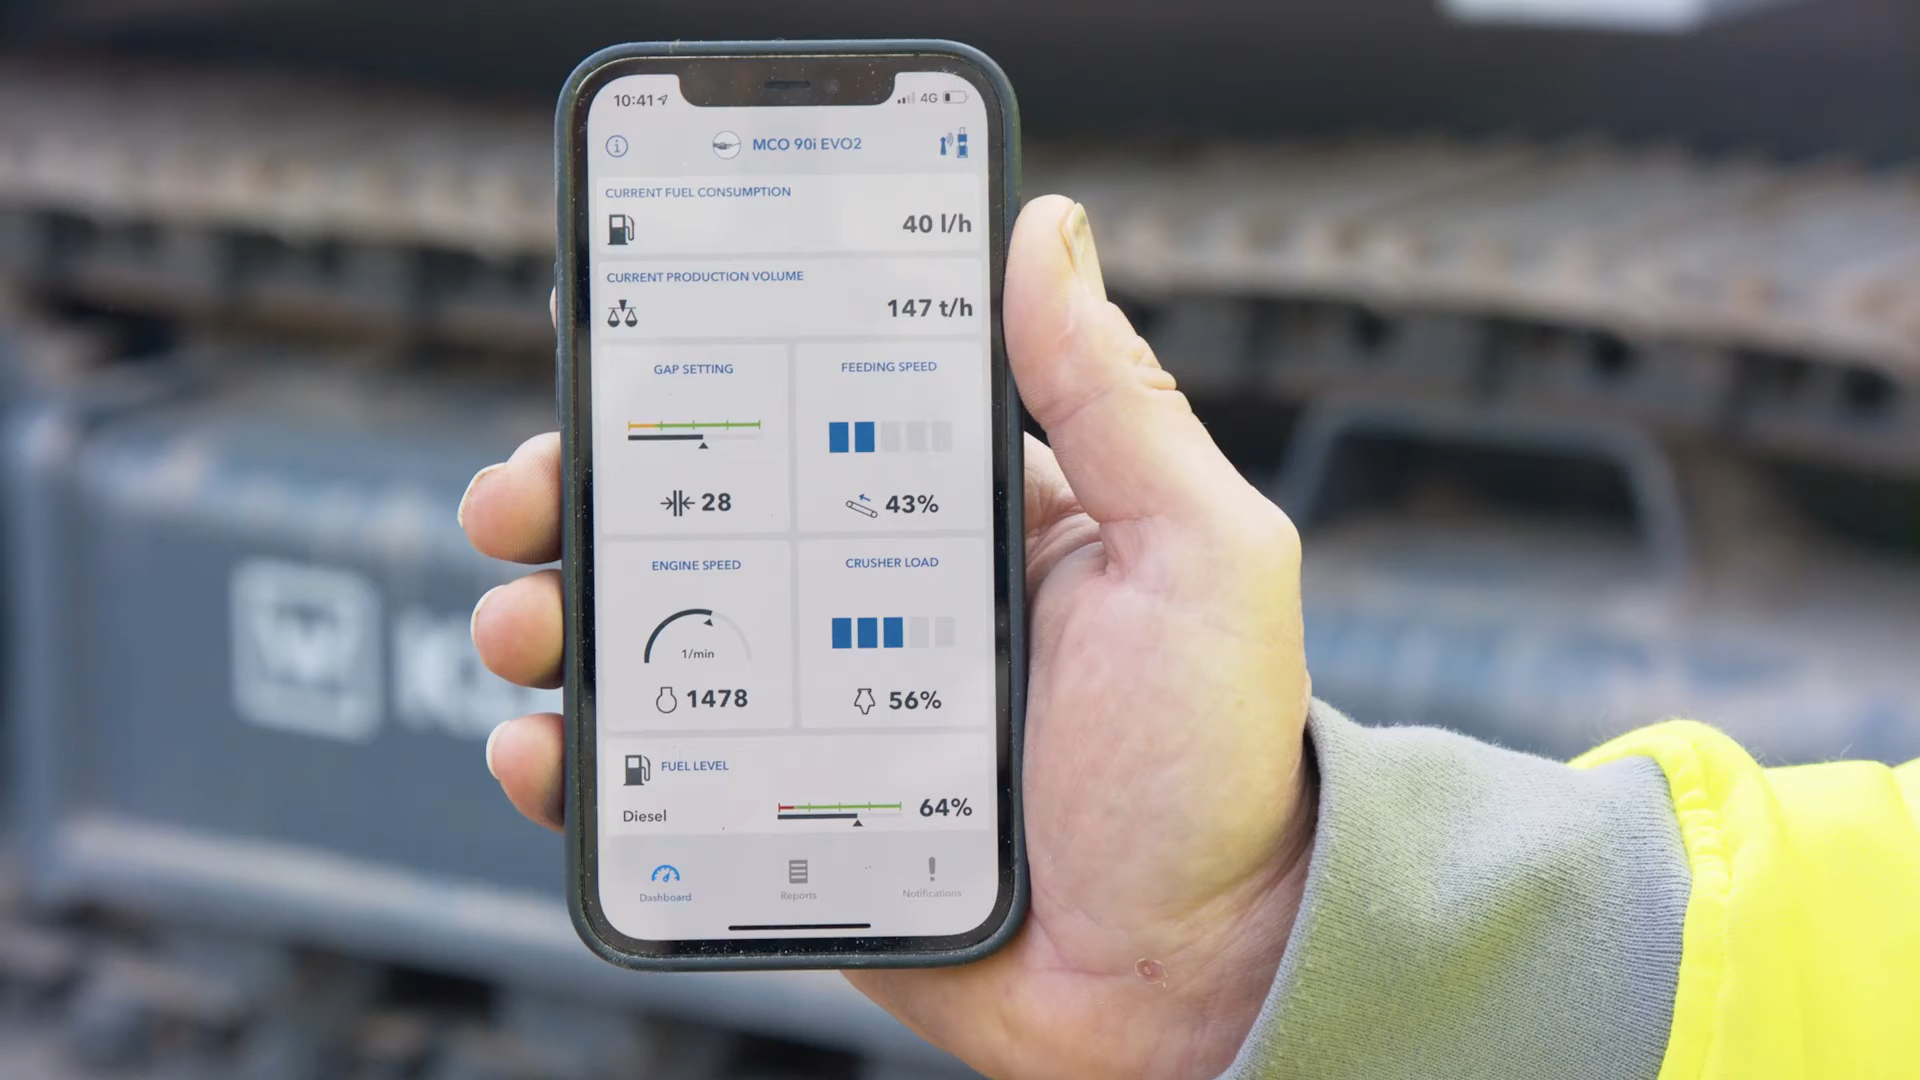 10:41
4G
MCO 90i EVO2
CURRENT FUEL CONSUMPTION
40 l/h
CURRENT PRODUCTION VOLUME
147 t/h
GAP SETTING
28
FEEDING SPEED
43%
ENGINE SPEED
1/min
1478
CRUSHER LOAD
56%
FUEL LEVEL
Diesel
64%
Dashboard
Reports
Notifications